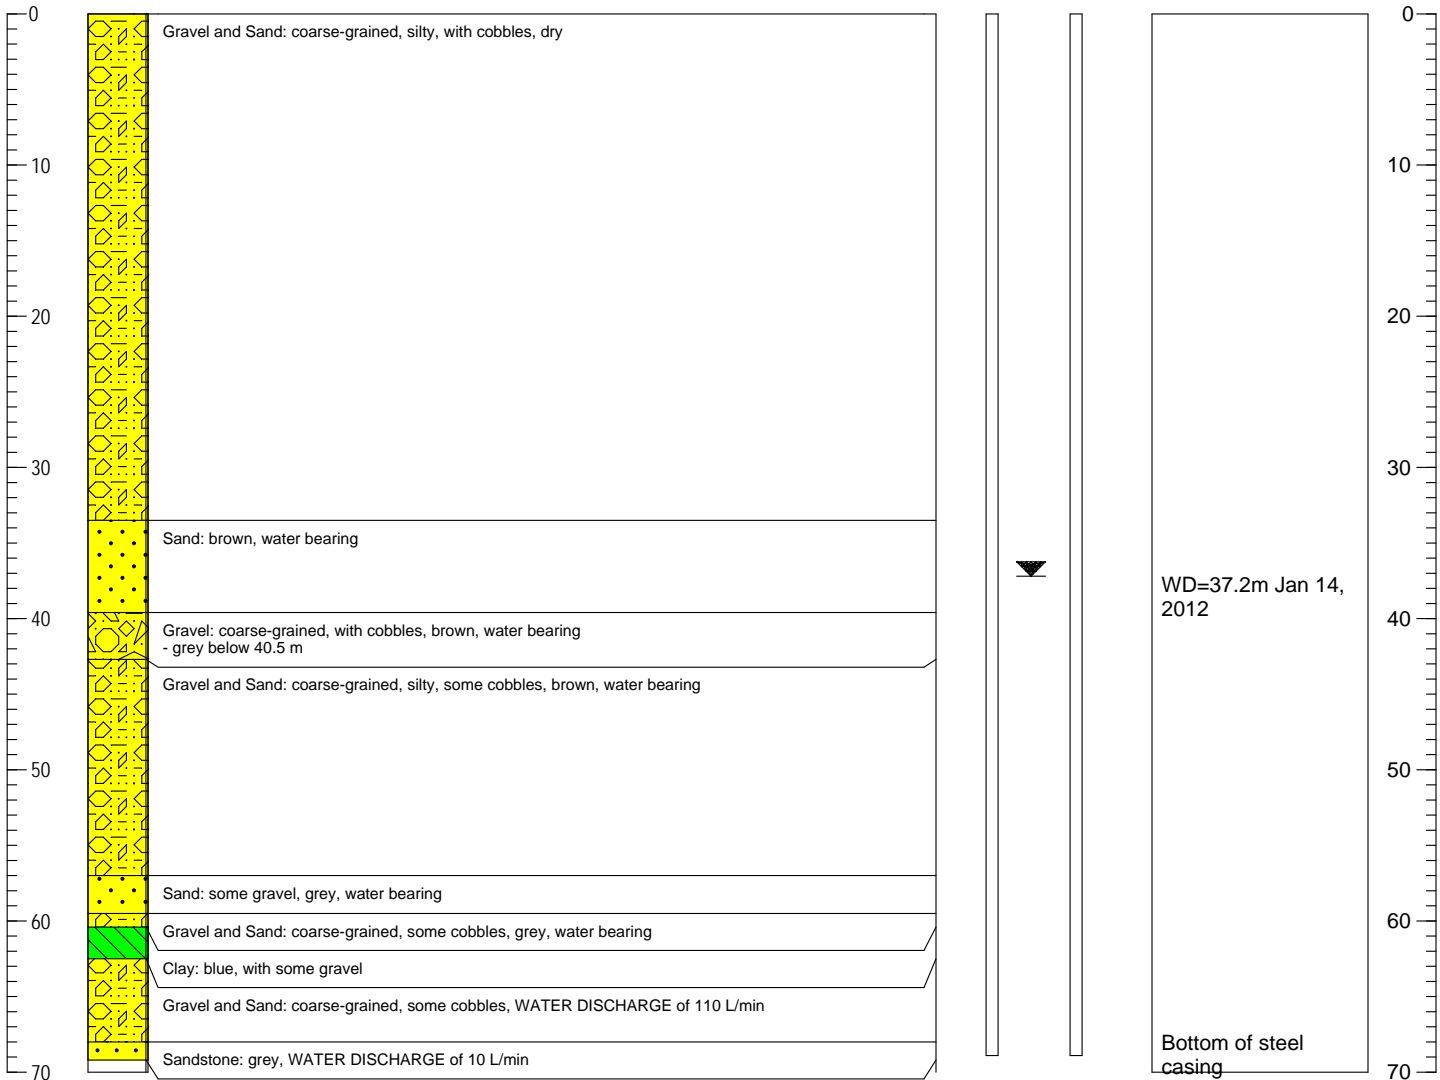 0
10
20
30
40
50
60
70
Gravel and Sand: coarse-grained, silty, with cobbles, dry
Sand: brown, water bearing
Gravel: coarse-grained, with cobbles, brown, water bearing
- grey below 40.5 m
Gravel and Sand: coarse-grained, silty, some cobbles, brown, water bearing
Sand: some gravel, grey, water bearing
Gravel and Sand: coarse-grained, some cobbles, grey, water bearing
Clay: blue, with some gravel
Gravel and Sand: coarse-grained, some cobbles, WATER DISCHARGE of 110 L/min
Sandstone: grey, WATER DISCHARGE of 10 L/min
WD=37.2m Jan 14,
2012
Bottom of steel
casing
0
10
20
30
40
50
60
70